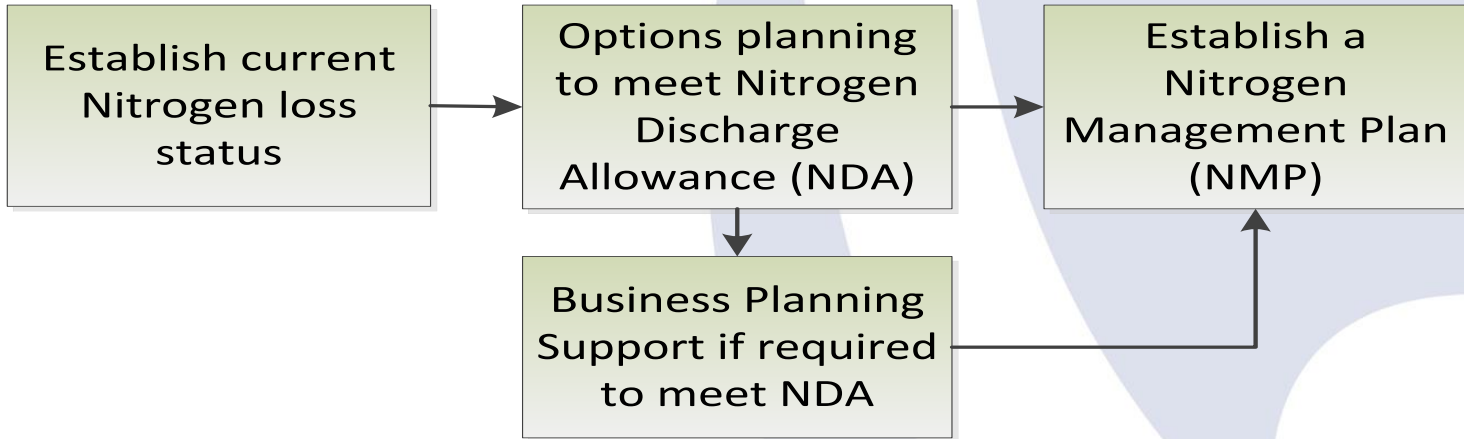 Establish current
Nitrogen loss
status
Options planning
to meet Nitrogen
Discharge
Allowance (NDA)
Establish a
Nitrogen
Management Plan
(NMP)
Business Planning
Support if required
to meet NDA